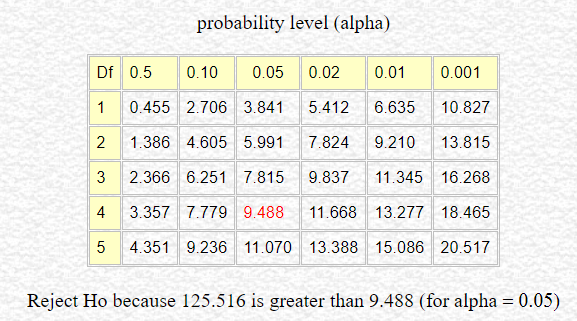 probability level (alpha)
Df 0.5 0.10 0.05 0.02 0.01 0.001
1 0.455 2.706 3.841 5.412 6.635 10.827
2 1.386 4.605 5.991 7.824 9.210 13.815
3 2.366 6.251 7.815 9.837 11.345 16.268
4 3.357 7.779 9.488 11.668 13.277 18.465
5 4.351 9.236 11.070 13.388 15.086 20.517
Reject Ho because 125.516 is greater than 9.488 (for alpha = 0.05)